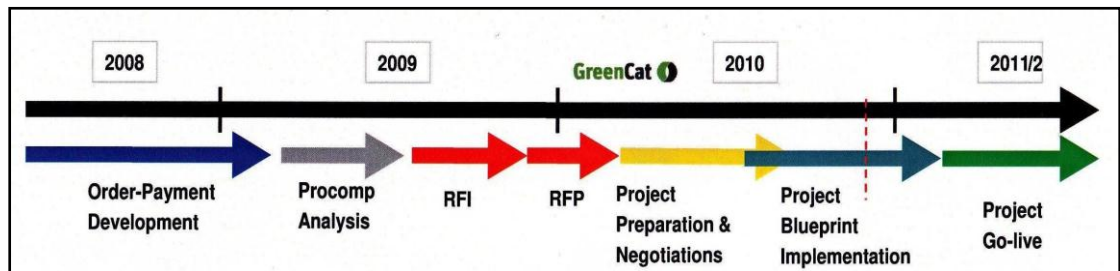 2008
2009
GreenCat
2010
2011/2
Order-Payment
Development
Procomp
Analysis
RFI
RFP
Project
Preparation &
Negotiations
Project
Blueprint
Implementation
Project
Go-live